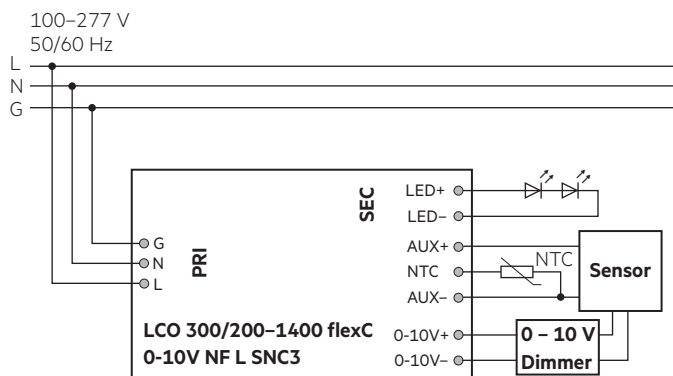 100–277 V
50/60 Hz
L
N
G
LED+
LED–
SEC
AUX+
NTC
AUX–
NTC
Sensor
G
N
L
PRI
LCO 300/200–1400 flexC
0-10V NF L SNC3
0-10V+
0-10V–
0 – 10 V
Dimmer